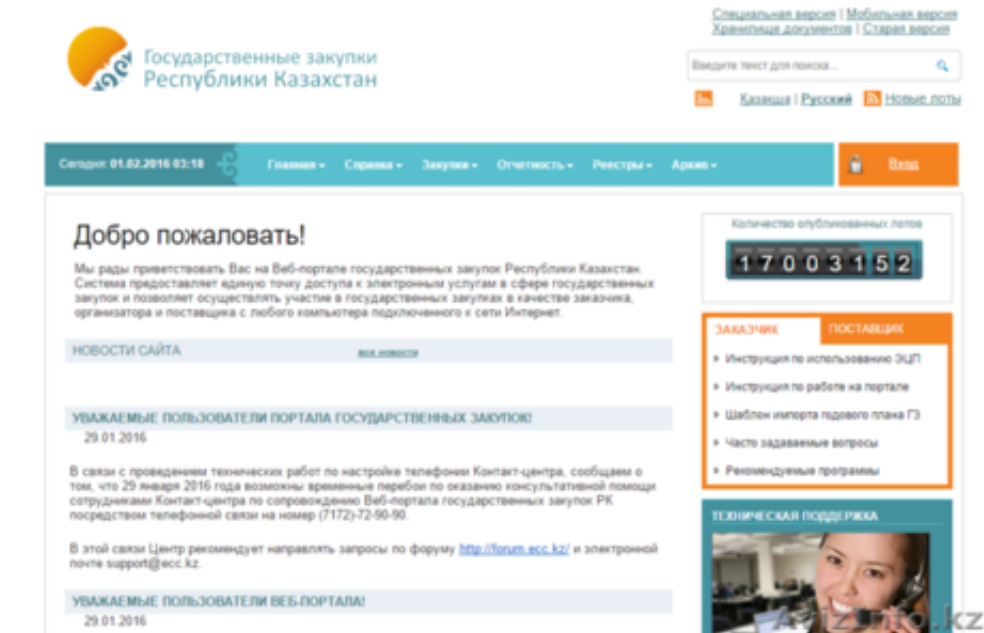 Специальная версия | Мобильная версия
Хранилище документов | Старая версия
Государственные закупки
Республики Казахстан
Введите текст для поиска...
Қазақша | Русский Новые лоты
Сегодня: 01.02.2016 03:18 Главная Справка Закупки Отчетность Реестры Архив Вход
Добро пожаловать!
Мы рады приветствовать Вас на Веб-портале государственных закупок Республики Казахстан.
Система предоставляет единую точку доступа к электронным услугам в сфере государственных
закупок и позволяет осуществлять участие в государственных закупках в качестве заказчика,
организатора и поставщика с любого компьютера подключенного к сети Интернет.
НОВОСТИ САЙТА все новости
УВАЖАЕМЫЕ ПОЛЬЗОВАТЕЛИ ПОРТАЛА ГОСУДАРСТВЕННЫХ ЗАКУПОК!
29.01.2016
В связи с проведением технических работ по настройке телефонии Контакт-центра, сообщаем о
том, что 29 января 2016 года возможны временные перебои по оказанию консультативной помощи
сотрудниками Контакт-центра по сопровождению Веб-портала государственных закупок РК
посредством телефонной связи на номер (7172)-72-90-90.
В этой связи Центр рекомендует направлять запросы по форуму http://forum.ecc.kz/ и электронной
почте support@ecc.kz.
УВАЖАЕМЫЕ ПОЛЬЗОВАТЕЛИ ВЕБ-ПОРТАЛА!
29.01.2016
Количество опубликованных лотов
17003152
ЗАКАЗЧИК ПОСТАВЩИК
Инструкция по использованию ЭЦП
Инструкция по работе на портале
Шаблон импорта годового плана ГЗ
Часто задаваемые вопросы
Рекомендуемые программы
ТЕХНИЧЕСКАЯ ПОДДЕРЖКА
AvizInfo.kz